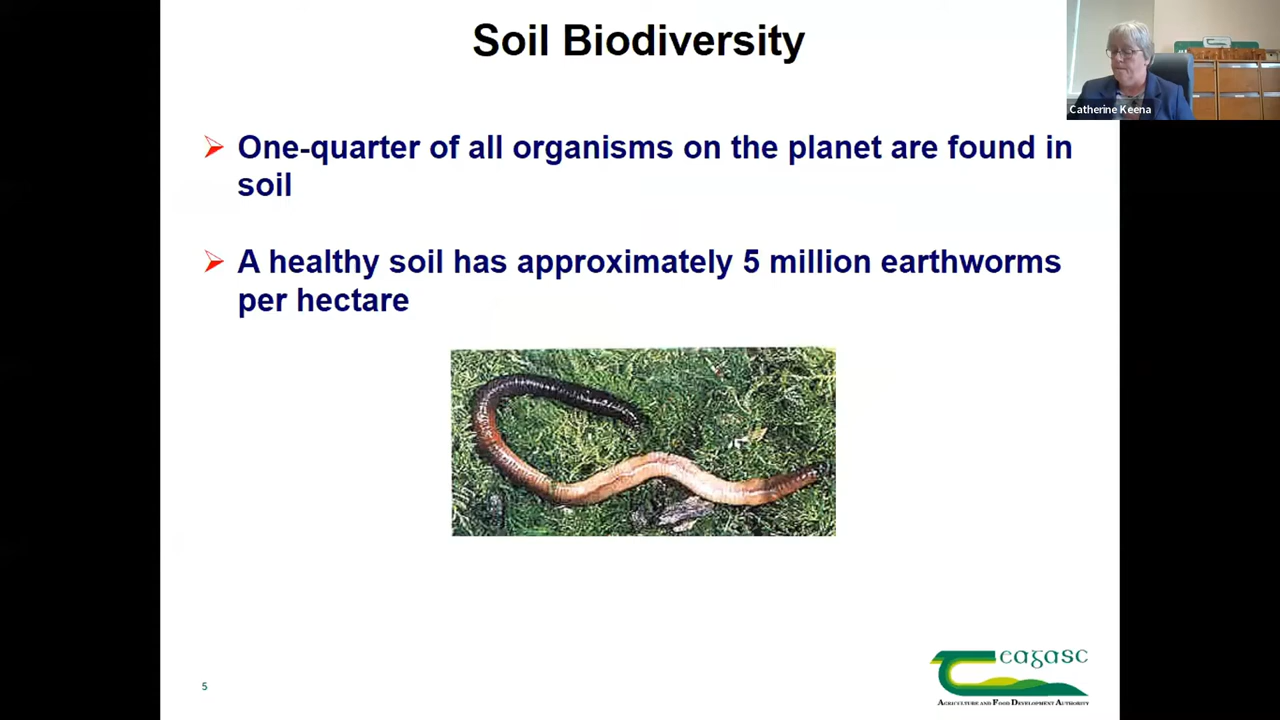 Soil Biodiversity
Catherine Keena
One-quarter of all organisms on the planet are found in
soil
A healthy soil has approximately 5 million earthworms
per hectare
5
eagasc
AGRICULTURE AND FOOD DEVELOPMENT AUTHORITY